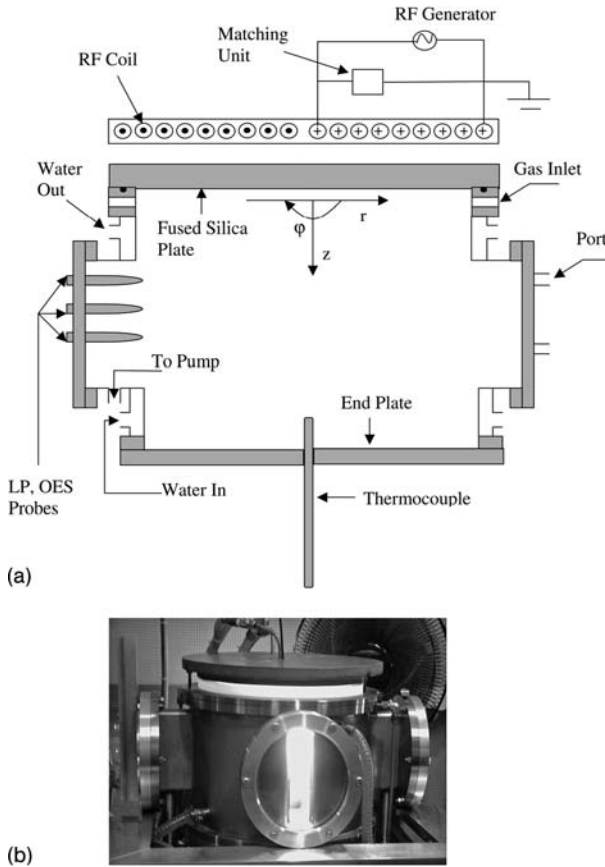 RF Generator
Matching
Unit
RF Coil
Water
Out
Gas Inlet
Fused Silica
Plate
φ
r
z
Port
To Pump
End Plate
LP, OES
Probes
Water In
Thermocouple
(a)
(b)